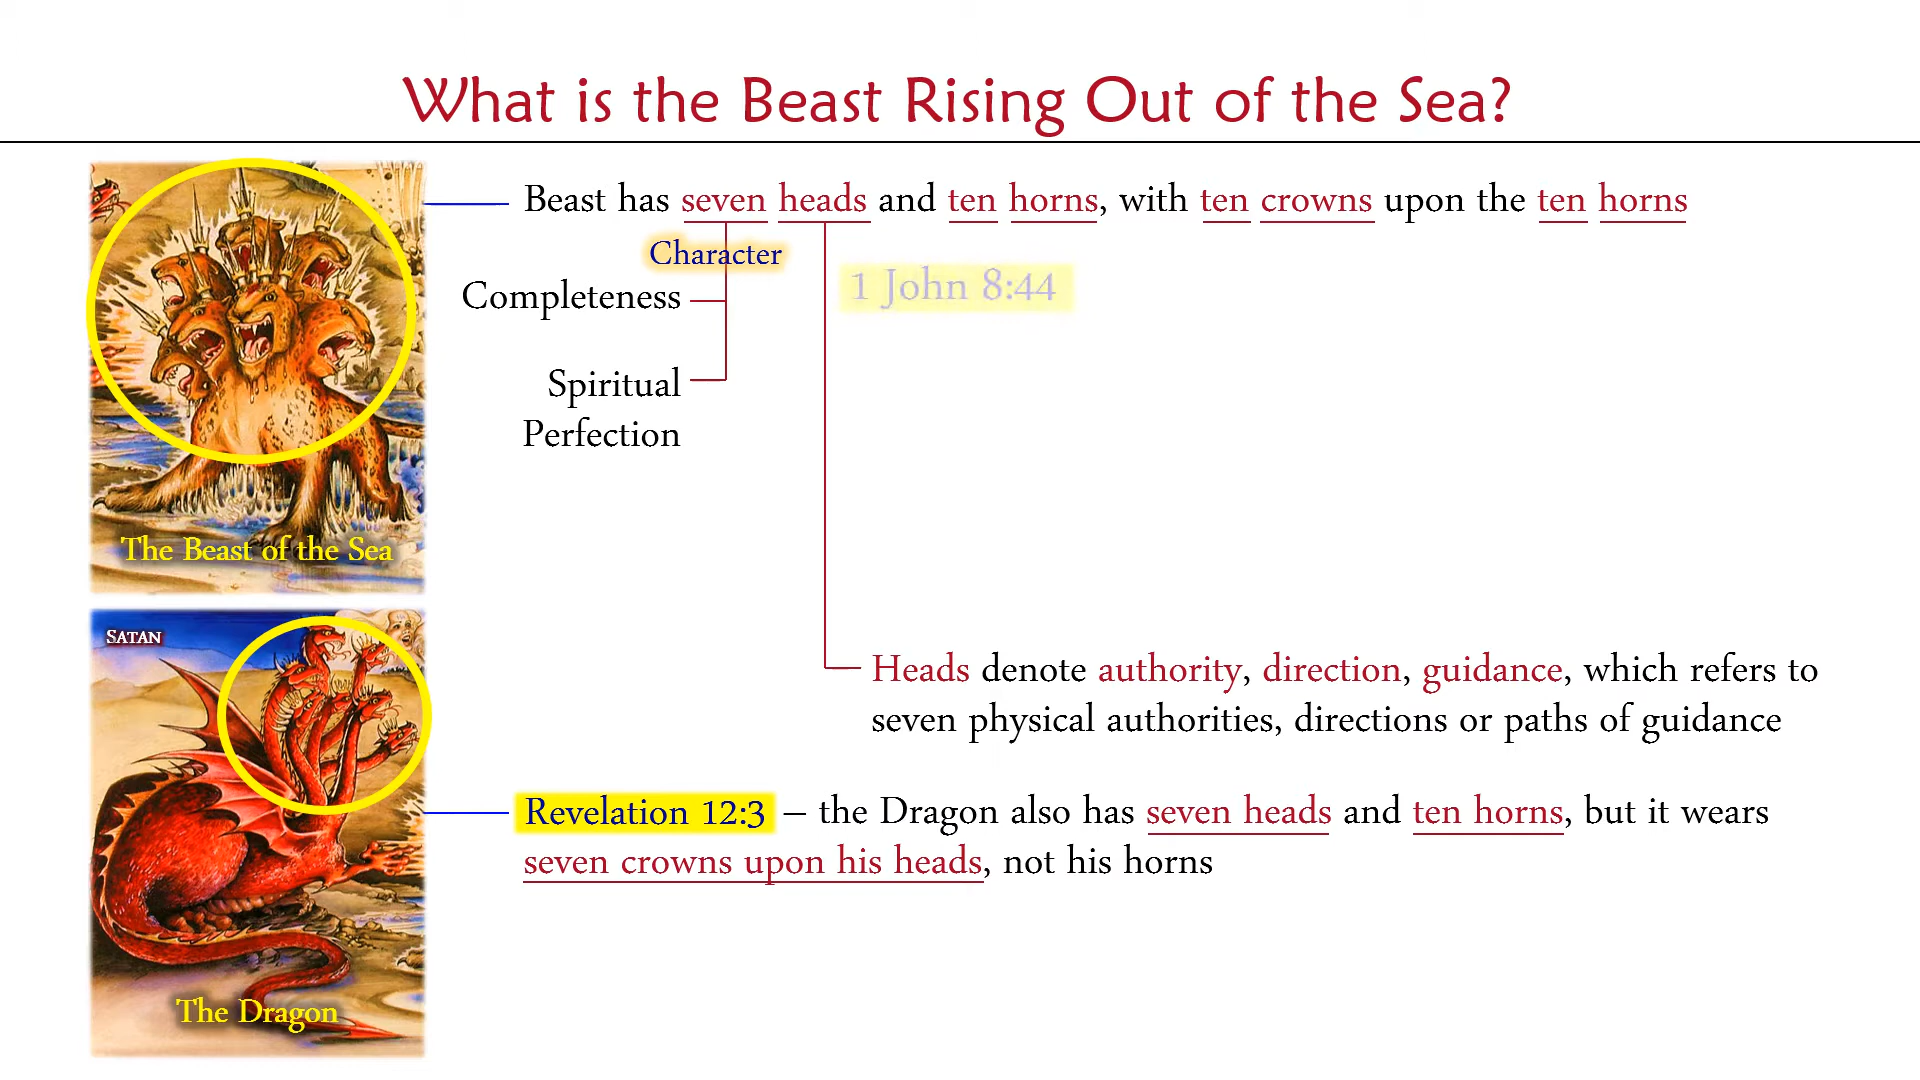 What is the Beast Rising Out of the Sea?
Beast has seven heads and ten horns, with ten crowns upon the ten horns
Character
Completeness
1 John 8:44
Spiritual
Perfection
The Beast of the Sea
SATAN
Heads denote authority, direction, guidance, which refers to
seven physical authorities, directions or paths of guidance
Revelation 12:3 – the Dragon also has seven heads and ten horns, but it wears
seven crowns upon his heads, not his horns
The Dragon